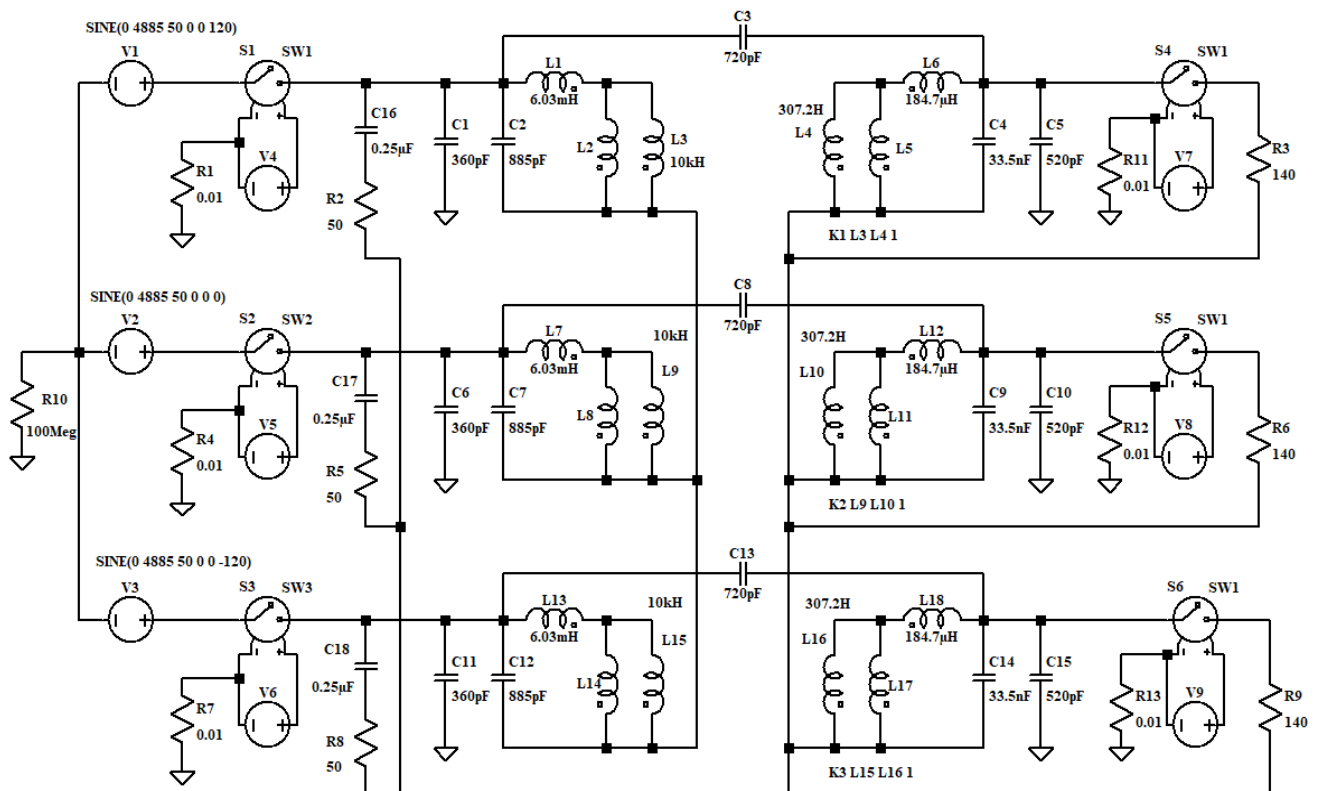 C3
720pF
SINE(0 4885 50 0 0 120)
V1
S1 SW1
L1
6.03mH
L6
184.7µH
S4 SW1
C16
0.25µF
C1
360pF
C2
885pF
L2
L3
10kH
307.2H
L4
L5
C4
33.5nF
C5
520pF
R1
0.01
V4
R2
50
R11
0.01
V7
R3
140
K1 L3 L4 1
SINE(0 4885 50 0 0 0)
V2
S2 SW2
C8
720pF
L7
6.03mH
10kH
307.2H
L12
184.7µH
S5 SW1
R10
100Meg
C17
0.25µF
C6
360pF
C7
885pF
L8
L9
L10
L11
C9
33.5nF
C10
520pF
R4
0.01
V5
R5
50
R12
0.01
V8
R6
140
K2 L9 L10 1
SINE(0 4885 50 0 0 -120)
V3
S3 SW3
C13
720pF
L13
6.03mH
10kH
307.2H
L18
184.7µH
S6 SW1
C18
0.25µF
C11
360pF
C12
885pF
L14
L15
L16
L17
C14
33.5nF
C15
520pF
R7
0.01
V6
R8
50
R13
0.01
V9
R9
140
K3 L15 L16 1